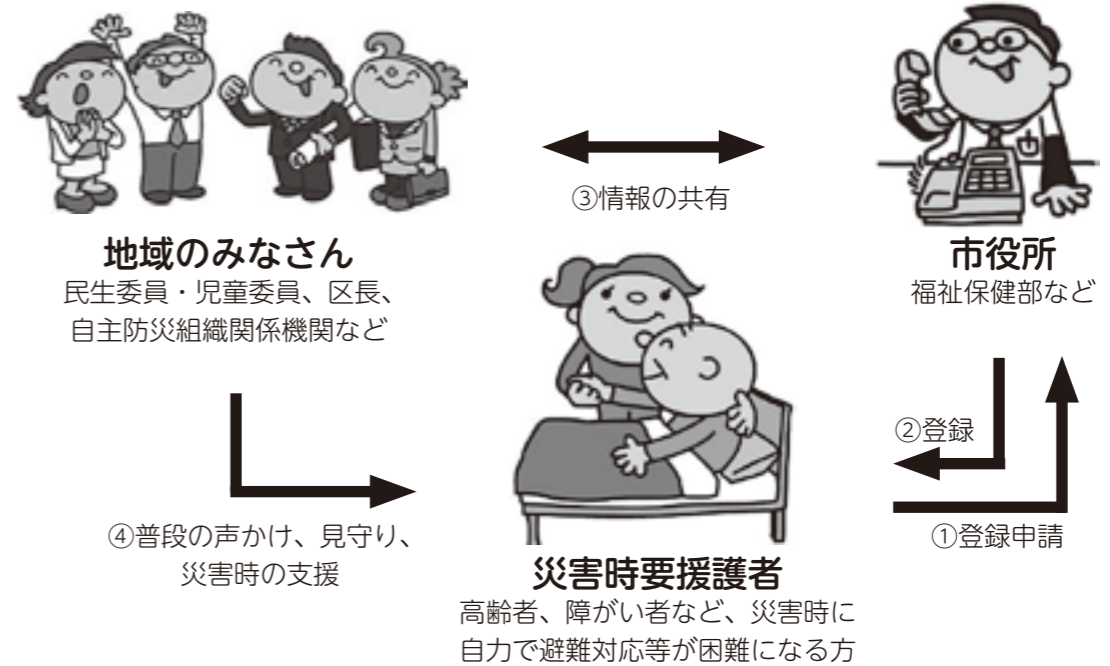 ③情報の共有
地域のみなさん
民生委員・児童委員、区長、
自主防災組織関係機関など
市役所
福祉保健部など
②登録
①登録申請
④普段の声かけ、見守り、
災害時の支援
災害時要援護者
高齢者、障がい者など、災害時に
自力で避難対応等が困難になる方